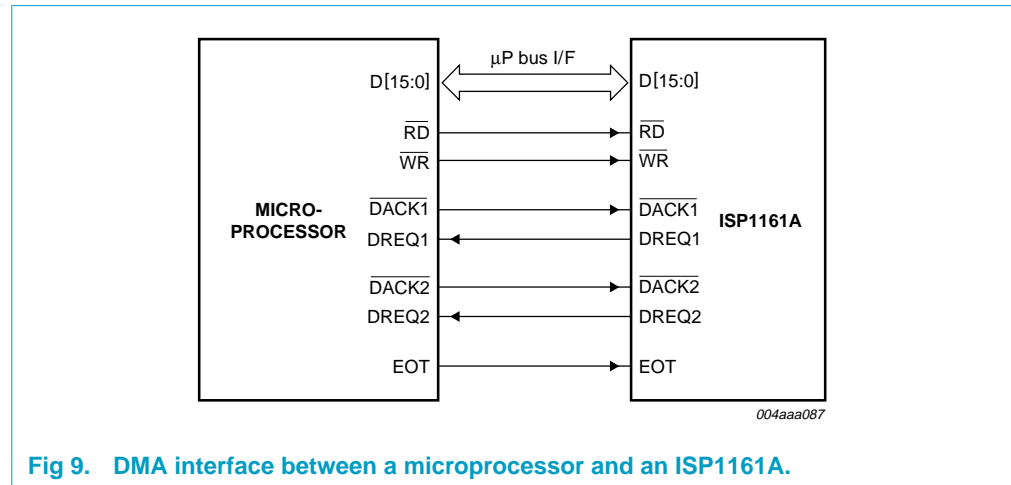 µP bus I/F
D[15:0] D[15:0]
RD RD
WR WR
MICRO-
PROCESSOR
DACK1 DACK1
ISP1161A
DREQ1 DREQ1
DACK2 DACK2
DREQ2 DREQ2
EOT EOT
004aaa087
Fig 9. DMA interface between a microprocessor and an ISP1161A.